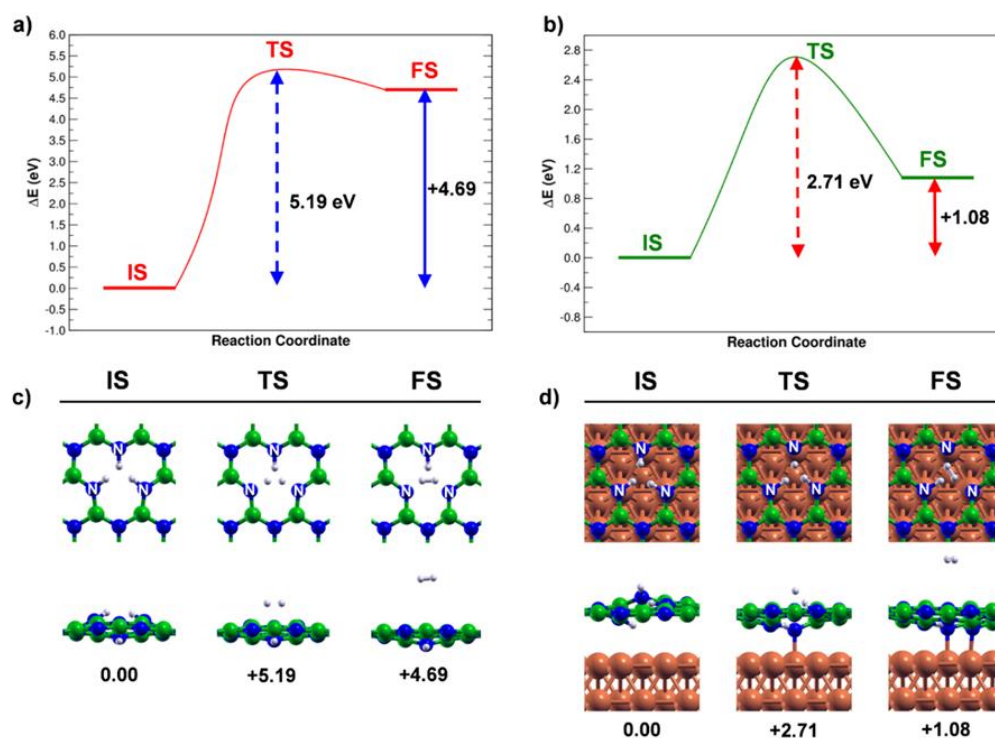 a)
6.0
5.5
5.0
4.5
4.0
3.5
3.0
2.5
2.0
1.5
1.0
0.5
0.0
-0.5
-1.0
ΔE (eV)
TS
FS
IS
5.19 eV
+4.69
Reaction Coordinate
b)
2.8
2.4
2.0
1.6
1.2
0.8
0.4
0.0
-0.4
-0.8
ΔE (eV)
TS
FS
IS
2.71 eV
+1.08
Reaction Coordinate
c)
IS TS FS
N N N
N N N N N N
0.00 +5.19 +4.69
d)
IS TS FS
N N N
N N N N N N
0.00 +2.71 +1.08